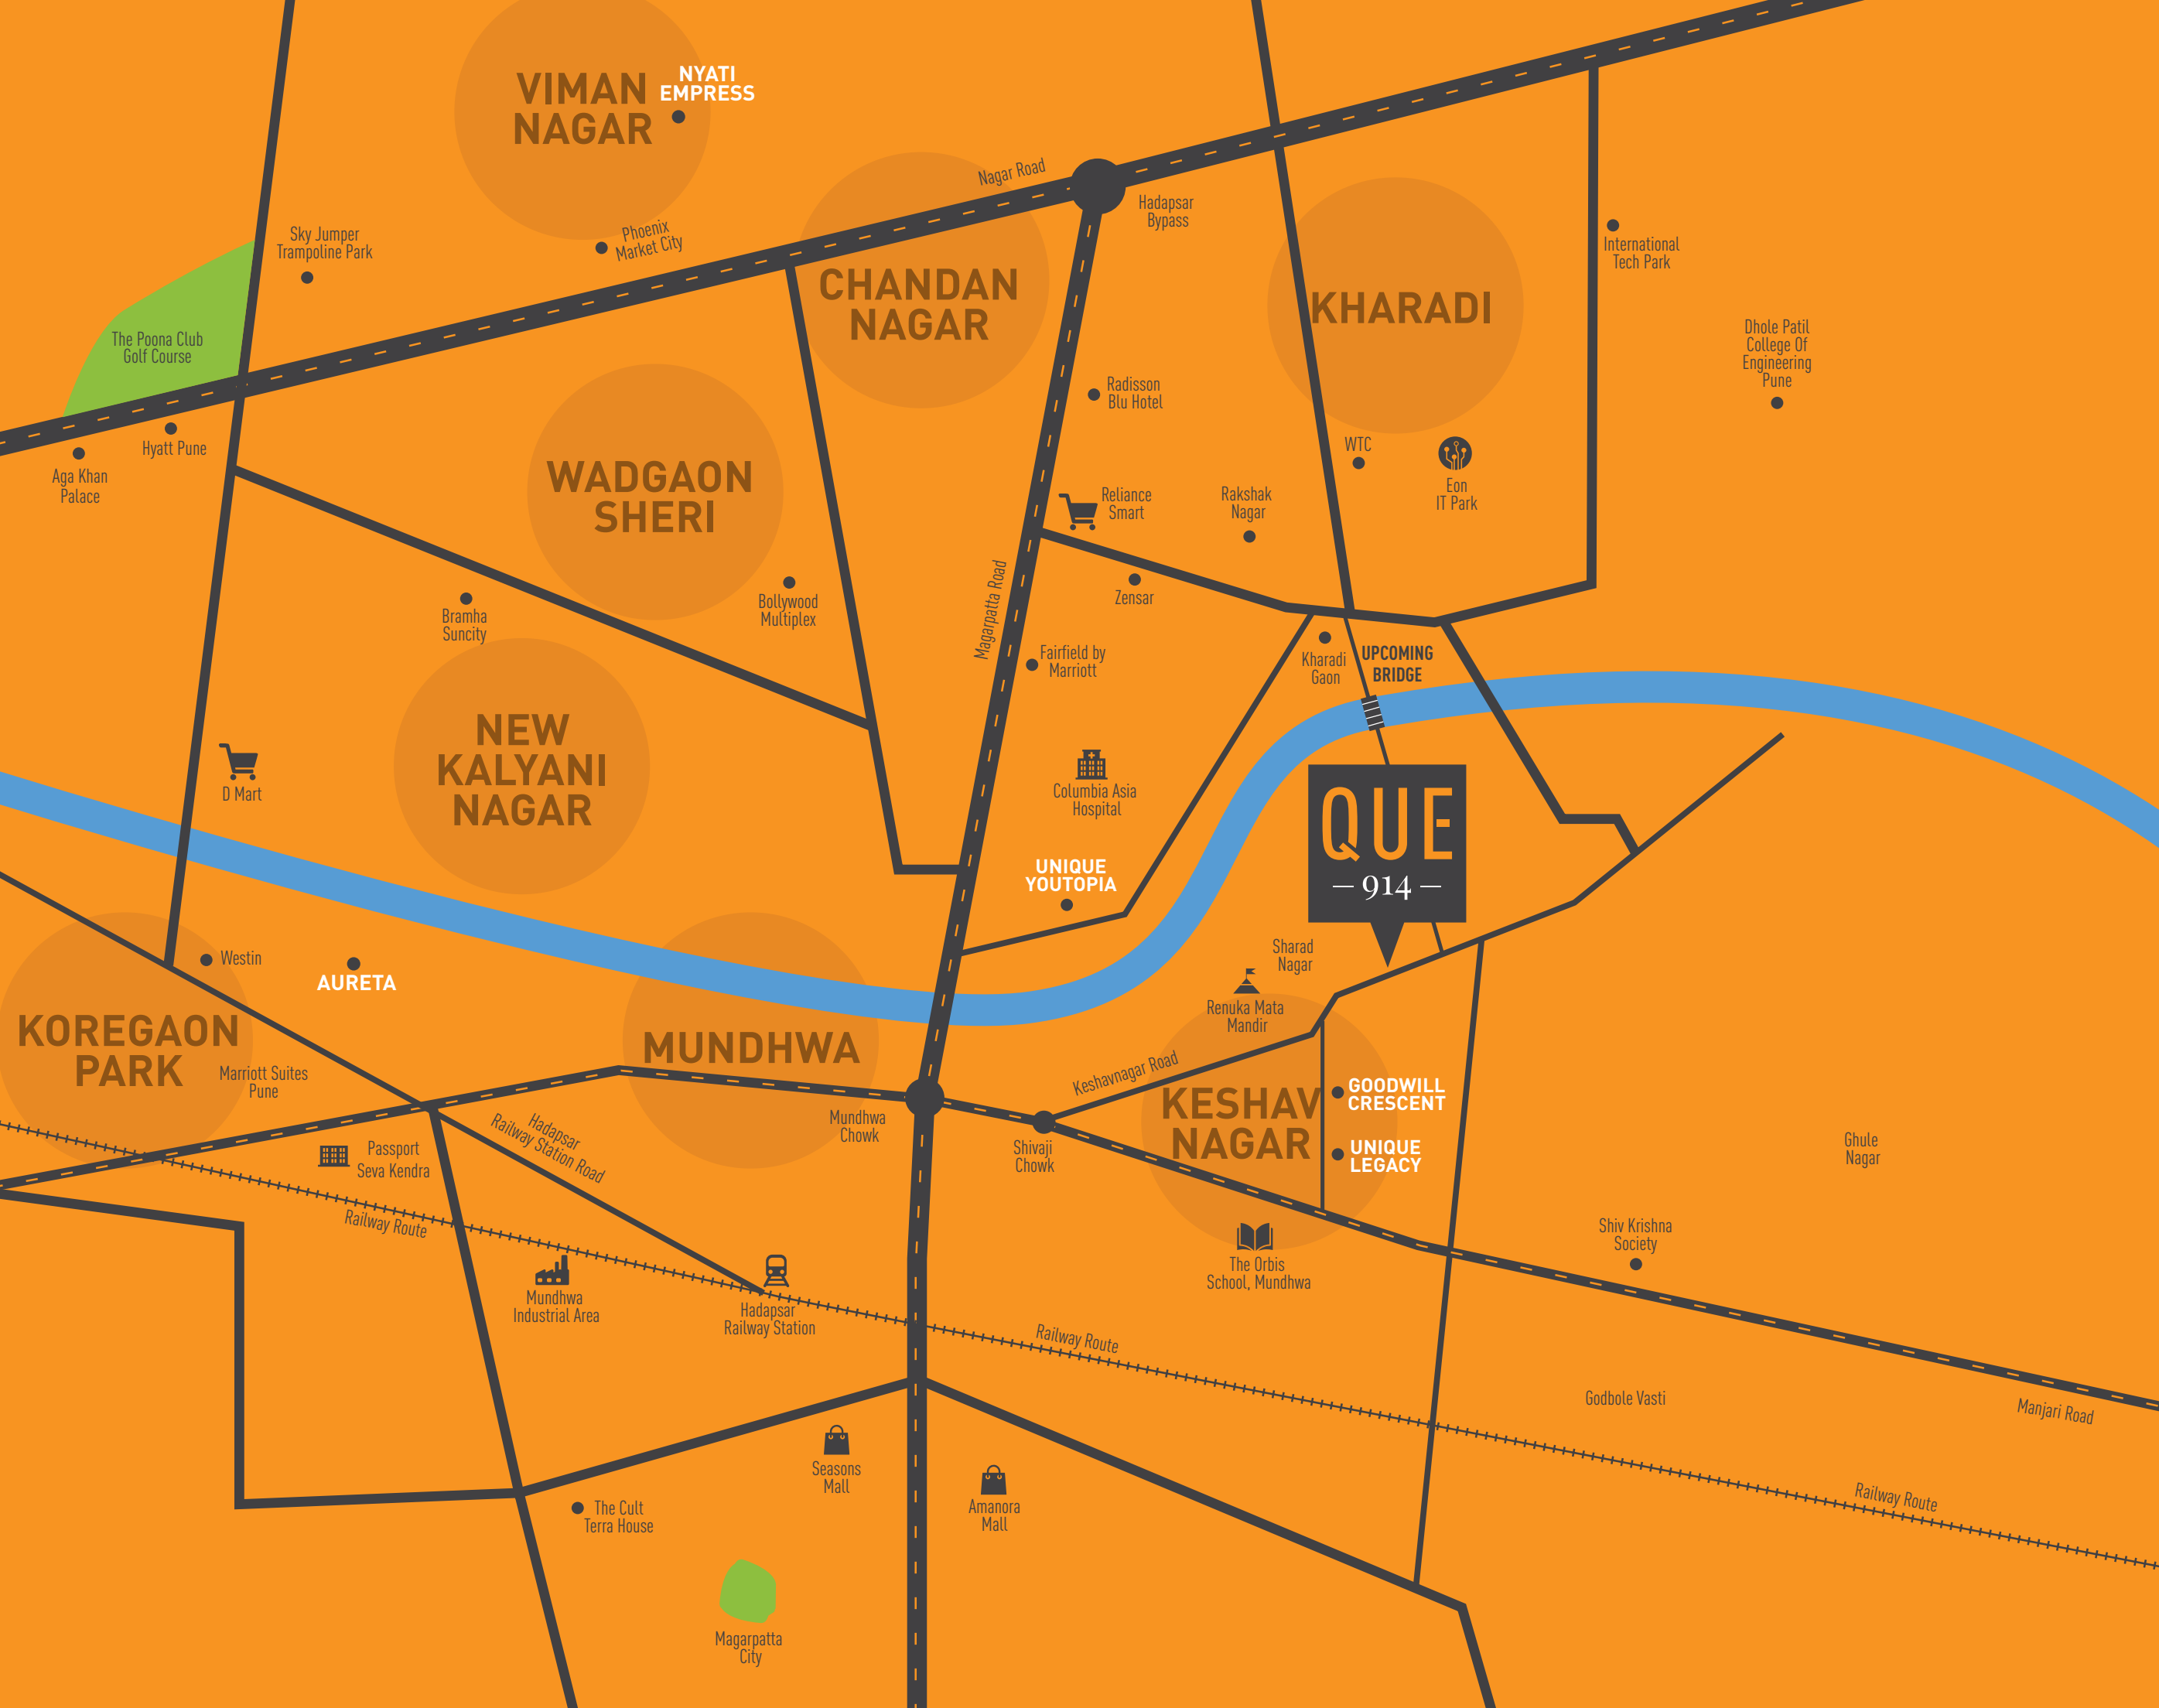 NYATI
EMPRESS
VIMAN
NAGAR
Nagar Road
Hadapsar
Bypass
Sky Jumper
Trampoline Park
Phoenix
Market City
International
Tech Park
CHANDAN
NAGAR
KHARADI
The Poona Club
Golf Course
Dhole Patil
College Of
Engineering
Pune
Radisson
Blu Hotel
Hyatt Pune
Aga Khan
Palace
WTC
Eon
IT Park
WADGAON
SHERI
Reliance
Smart
Rakshak
Nagar
Magarpatta Road
Zensar
Bollywood
Multiplex
Bramha
Suncity
Fairfield by
Marriott
Kharadi
Gaon
UPCOMING
BRIDGE
NEW
KALYANI
NAGAR
D Mart
Columbia Asia
Hospital
QUE
– 914 –
UNIQUE
YOUTOPIA
Westin
AURETA
Sharad
Nagar
Renuka Mata
Mandir
KOREGAON
PARK
MUNDHWA
Marriott Suites
Pune
Keshavnagar Road
KESHAV
NAGAR
GOODWILL
CRESCENT
UNIQUE
LEGACY
Mundhwa
Chowk
Shivaji
Chowk
Hadapsar
Railway Station Road
Passport
Seva Kendra
Ghule
Nagar
Railway Route
Shiv Krishna
Society
The Orbis
School, Mundhwa
Mundhwa
Industrial Area
Hadapsar
Railway Station
Railway Route
Godbole Vasti
Manjari Road
Seasons
Mall
Amanora
Mall
Railway Route
The Cult
Terra House
Magarpatta
City